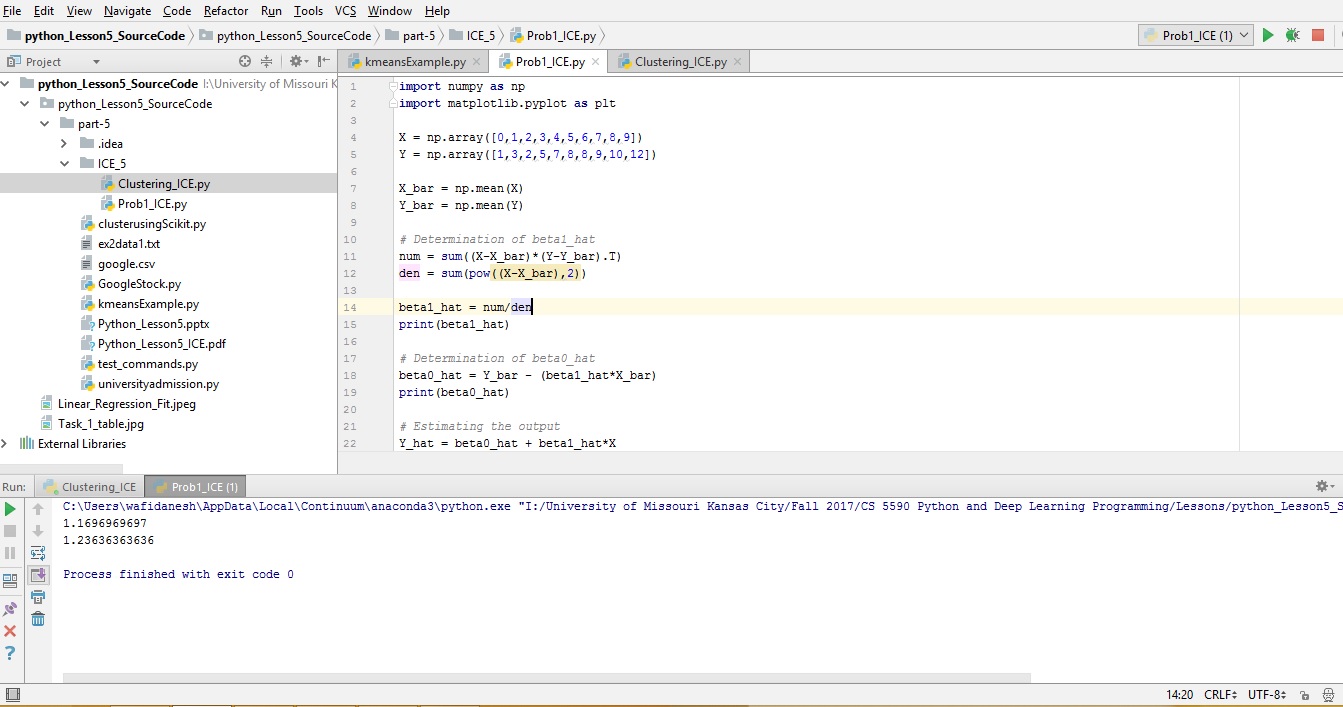 File Edit View Navigate Code Refactor Run Tools VCS Window Help
python_Lesson5_SourceCode python_Lesson5_SourceCode part-5 ICE_5 Prob1_ICE.py Prob1_ICE (1)
Project kmeansExample.py Prob1_ICE.py Clustering_ICE.py
python_Lesson5_SourceCode I:\University of Missouri K
python_Lesson5_SourceCode
part-5
.idea
ICE_5
Clustering_ICE.py
Prob1_ICE.py
clusterusingScikit.py
ex2data1.txt
google.csv
GoogleStock.py
kmeansExample.py
Python_Lesson5.pptx
Python_Lesson5_ICE.pdf
test_commands.py
universityadmission.py
Linear_Regression_Fit.jpeg
Task_1_table.jpg
External Libraries
1 import numpy as np
2 import matplotlib.pyplot as plt
3
4 X = np.array([0,1,2,3,4,5,6,7,8,9])
5 Y = np.array([1,3,2,5,7,8,8,9,10,12])
6
7 X_bar = np.mean(X)
8 Y_bar = np.mean(Y)
9
10 # Determination of beta1_hat
11 num = sum((X-X_bar)*(Y-Y_bar).T)
12 den = sum(pow((X-X_bar),2))
13
14 beta1_hat = num/den
15 print(beta1_hat)
16
17 # Determination of beta0_hat
18 beta0_hat = Y_bar - (beta1_hat*X_bar)
19 print(beta0_hat)
20
21 # Estimating the output
22 Y_hat = beta0_hat + beta1_hat*X
Run: Clustering_ICE Prob1_ICE (1)
C:\Users\wafidanesh\AppData\Local\Continuum\anaconda3\python.exe "I:/University of Missouri Kansas City/Fall 2017/CS 5590 Python and Deep Learning Programming/Lessons/python_Lesson5_S
1.1696969697
1.23636363636
Process finished with exit code 0
14:20 CRLF UTF-8